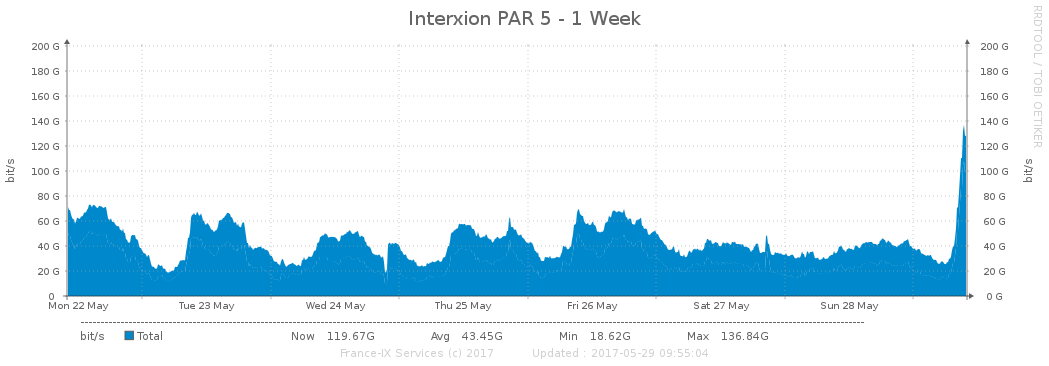 Interxion PAR 5 - 1 Week
RRDTOOL / TOBI OETIKER
200 G 200 G
180 G 180 G
160 G 160 G
140 G 140 G
120 G 120 G
100 G 100 G
80 G 80 G
60 G 60 G
40 G 40 G
20 G 20 G
0 0 G
bit/s bit/s
Mon 22 May Tue 23 May Wed 24 May Thu 25 May Fri 26 May Sat 27 May Sun 28 May
bit/s Total Now 119.67G Avg 43.45G Min 18.62G Max 136.84G
France-IX Services (c) 2017 Updated : 2017-05-29 09:55:04